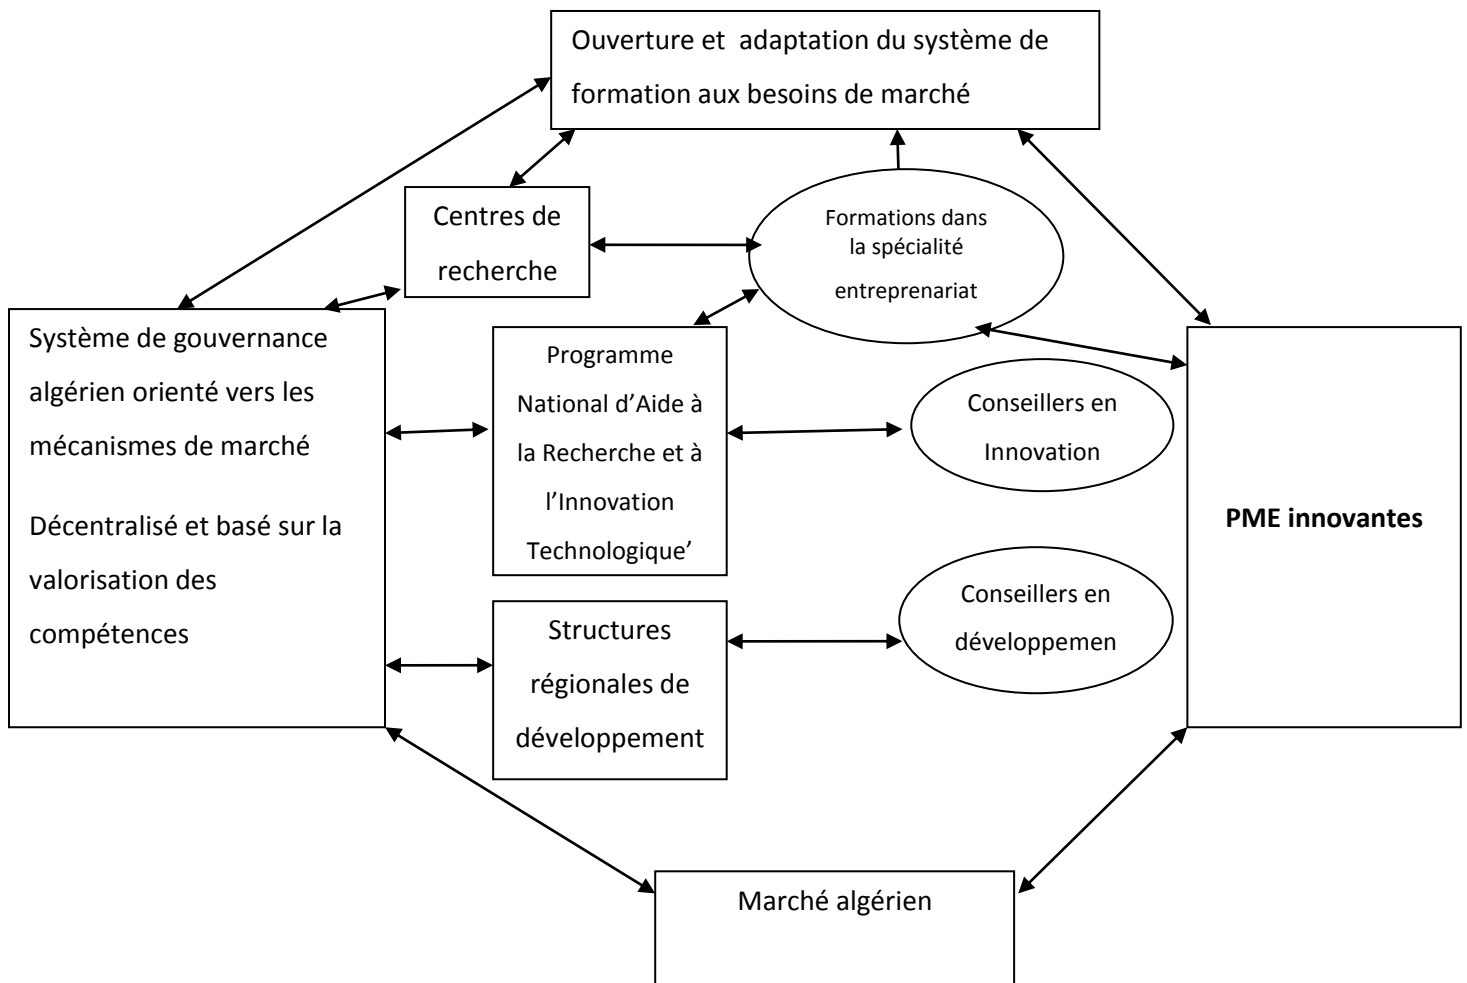 Ouverture et adaptation du système de
formation aux besoins de marché
Centres de
recherche
Formations dans
la spécialité
entreprenariat
Système de gouvernance
algérien orienté vers les
mécanismes de marché
Décentralisé et basé sur la
valorisation des
compétences
Programme
National d’Aide à
la Recherche et à
l’Innovation
Technologique’
Conseillers en
Innovation
PME innovantes
Structures
régionales de
développement
Conseillers en
développemen
Marché algérien